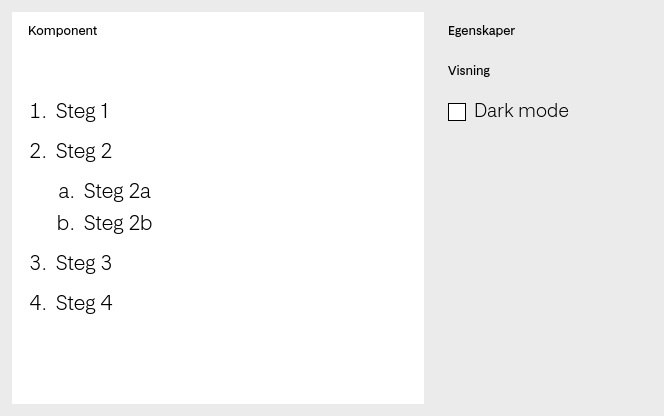 Komponent
1. Steg 1
2. Steg 2
a. Steg 2a
b. Steg 2b
3. Steg 3
4. Steg 4
Egenskaper
Visning
Dark mode